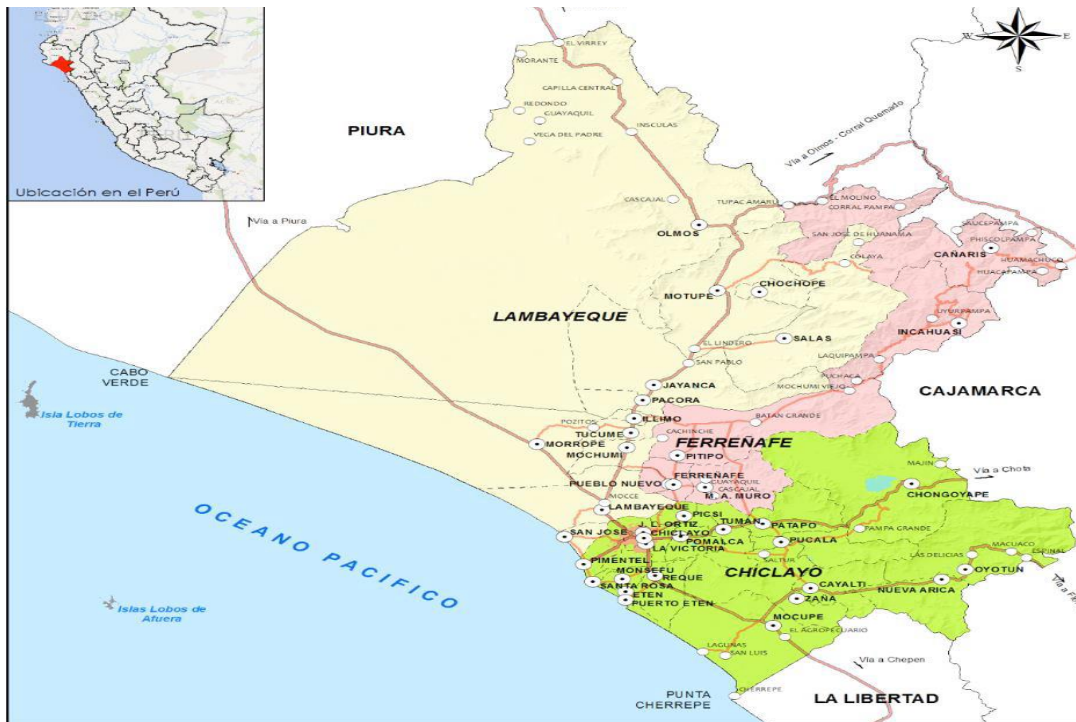 ECUADOR
Ubicación en el Perú
W
E
S
EL VIRREY
MORANTE
CAPILLA CENTRAL
REDONDO
GUAYAQUIL
INSCULAS
VEGA DEL PADRE
PIURA
Vía a Olmos - Corral Quemado
CASCAJAL
TUPAC AMARU
EL MOLINO
CORRAL PAMPA
Vía a Piura
OLMOS
SAN JOSE DE HUANAMA
SAUCEPAMPA
PHISCOLPAMPA
CAÑARIS
HUAMACHUCO
HUACAPAMPA
COLAYA
MOTUPE
CHOCHOPE
LAMBAYEQUE
UYURPAMPA
INCAHUASI
SALAS
EL LINDERO
SAN PABLO
LAQUIPAMPA
CABO
VERDE
PUCHACA
MOCHUMI VIEJO
JAYANCA
CAJAMARCA
PACORA
Isla Lobos de
Tierra
ILLIMO
POZITOS
BATAN GRANDE
TUCUME
CACHINCHE
FERREÑAFE
MORROPE
MOCHUMI
PITIPO
MAJIN
Vía a Chota
FERREÑAFE
PUEBLO NUEVO
GUAYAQUIL
CASCAJAL
M. A. MURO
CHONGOYAPE
MOCCE
LAMBAYEQUE
PICSI
OCEANO PACIFICO
J. L. ORTIZ
TUMAN
PATAPO
PAMPA GRANDE
SAN JOSE
CHICLAYO
POMALCA
PUCALA
LA VICTORIA
SALTUR
LAS DELICIAS
MACUACO
ESPINAL
PIMENTEL
CHICLAYO
OYOTUN
MONSEFU
REQUE
SANTA ROSA
CAYALTI
NUEVA ARICA
ETEN
ZAÑA
PUERTO ETEN
Islas Lobos de
Afuera
MOCUPE
EL AGROPECUARIO
LAGUNAS
SAN LUIS
Vía a Chepen
CHERREPE
PUNTA
CHERREPE
LA LIBERTAD